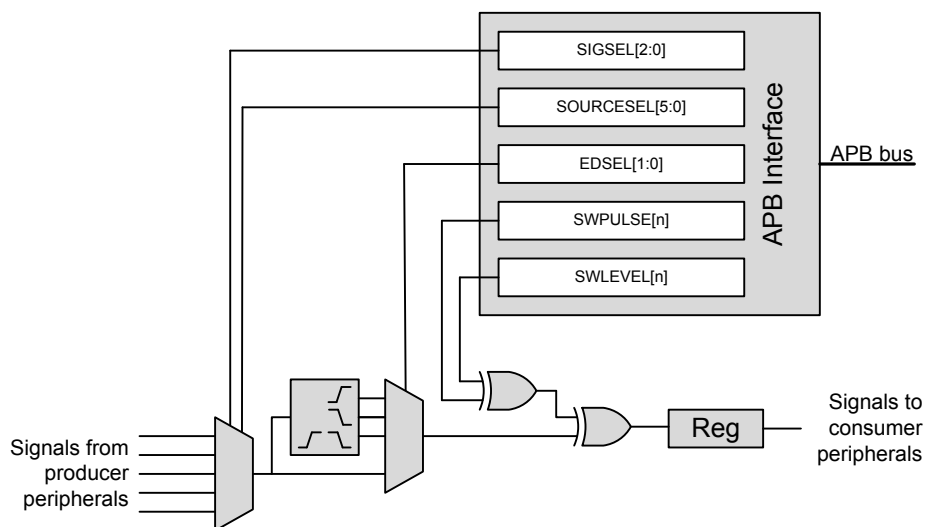 SIGSEL[2:0]
SOURCESEL[5:0]
EDSEL[1:0]
SWPULSE[n]
SWLEVEL[n]
APB Interface
APB bus
Signals from
producer
peripherals
Reg
Signals to
consumer
peripherals